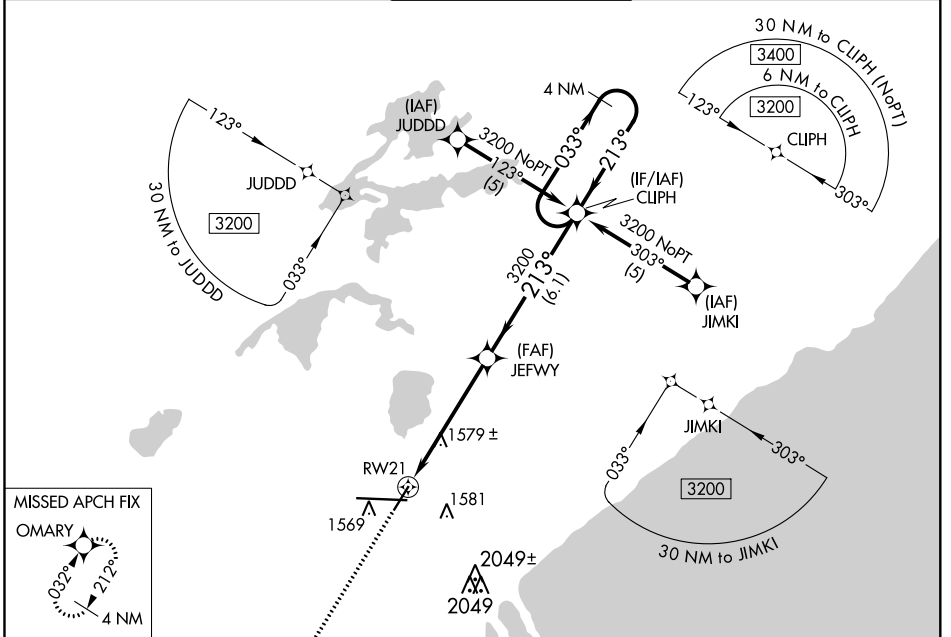 30 NM to CLIPH (NoPT)
3400
6 NM to CLIPH
3200
123°
CLIPH
303°
4 NM
(IAF)
JUDDD
3200 NoPT
123°
(5)
033°
213°
(IF/IAF)
CLIPH
3200 NoPT
303°
(5)
(IAF)
JIMKI
123°
JUDDD
3200
30 NM to JUDDD
033°
3200
213°
(6.1)
(FAF)
JEFWY
1579 ±
RW21
1569
1581
2049±
2049
JIMKI
033°
303°
3200
30 NM to JIMKI
MISSED APCH FIX
OMARY
032°
212°
4 NM